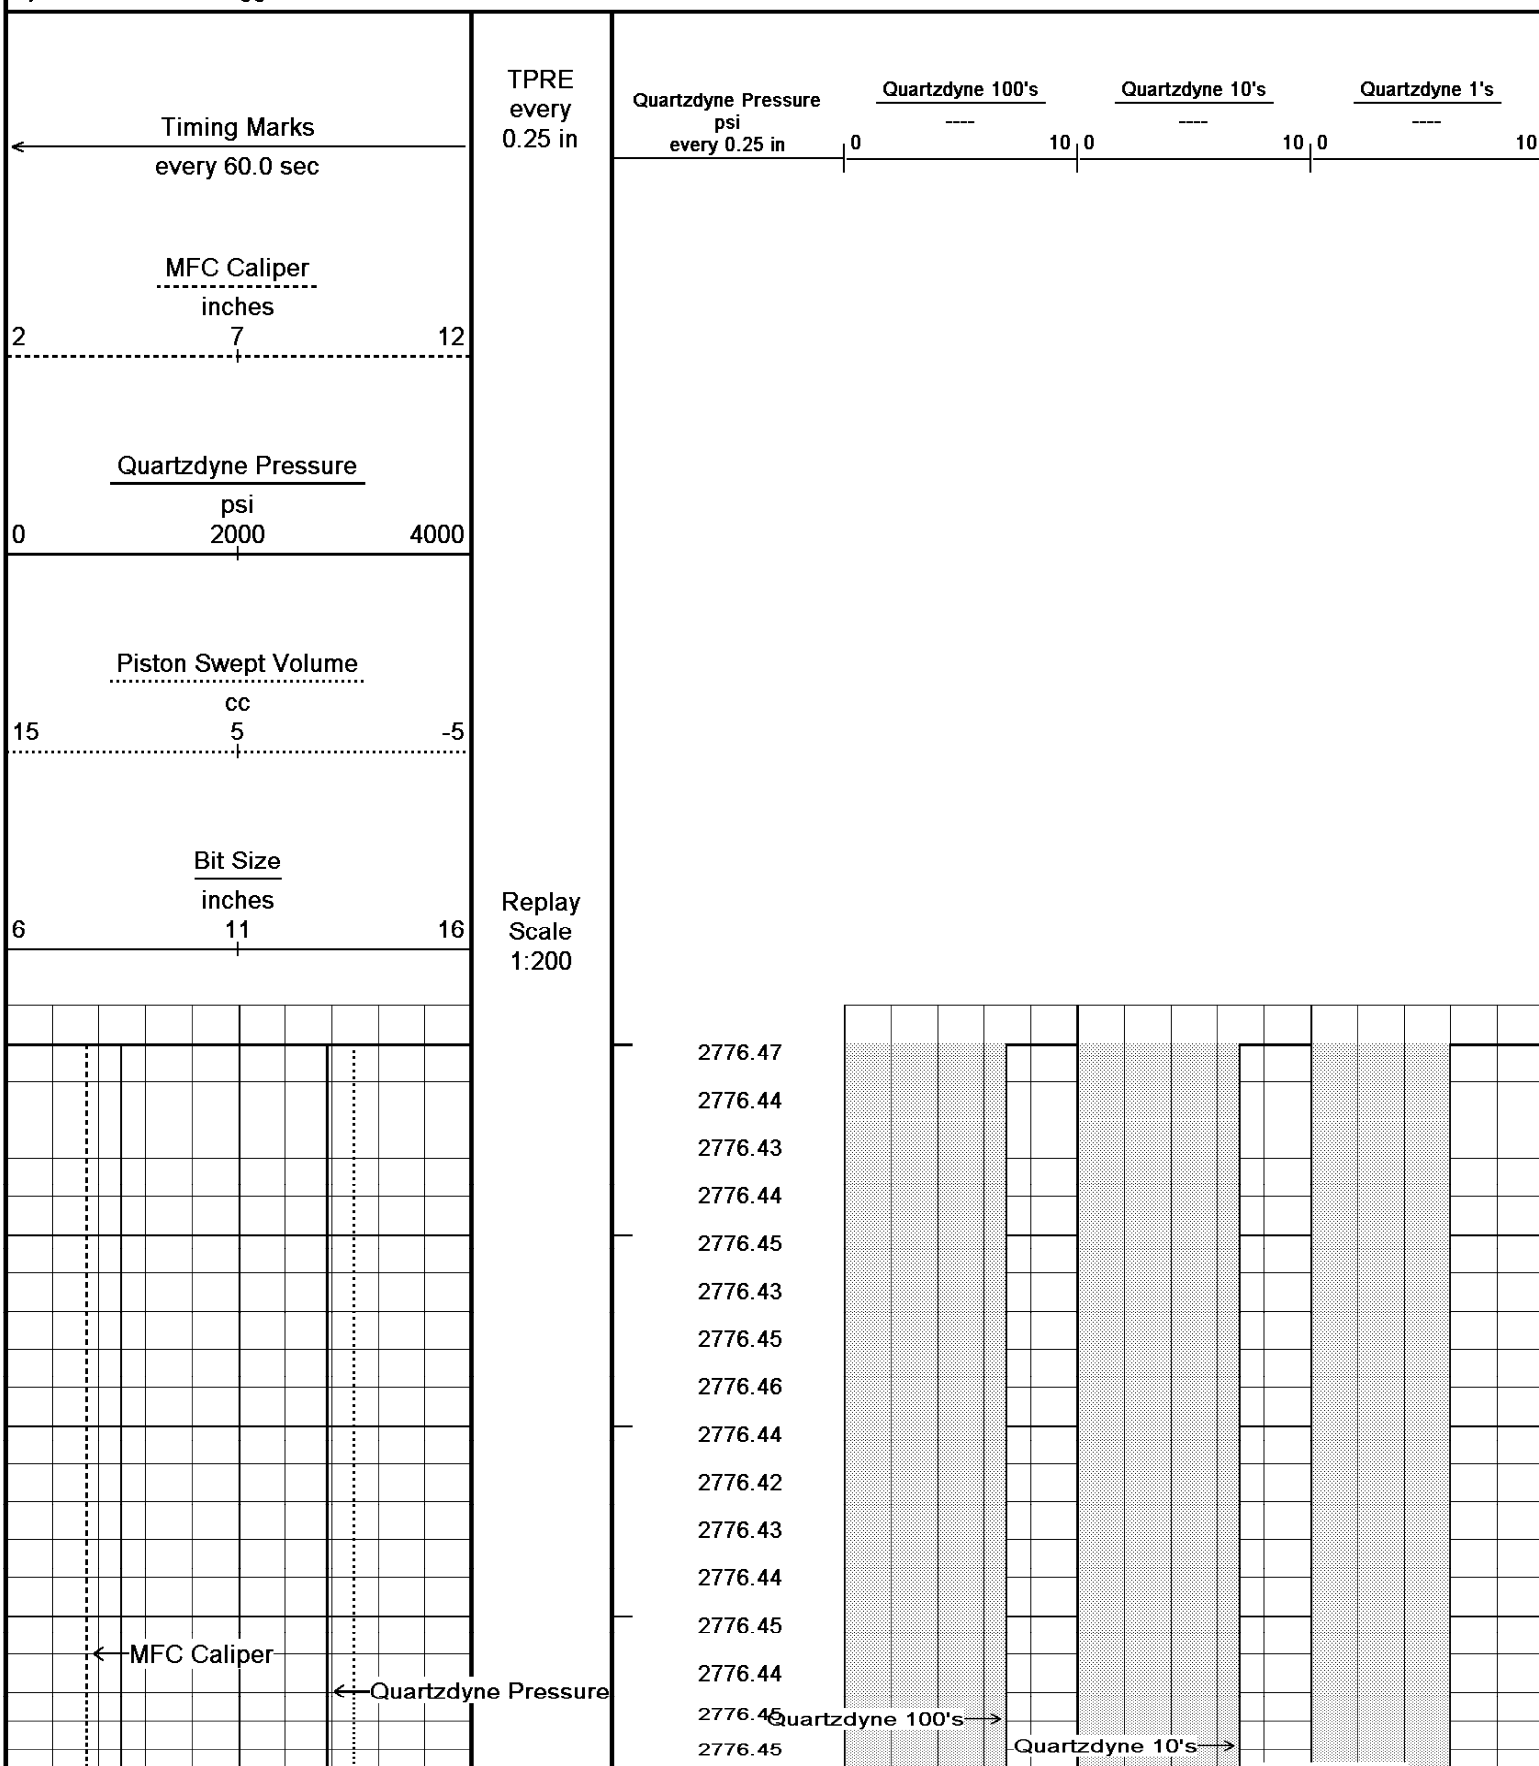 Timing Marks
every 60.0 sec
MFC Caliper
inches
2 7 12
Quartzdyne Pressure
psi
0 2000 4000
Piston Swept Volume
cc
15 5 -5
Bit Size
inches
6 11 16
TPRE
every
0.25 in
Replay
Scale
1:200
Quartzdyne Pressure
psi
every 0.25 in
Quartzdyne 100's
----
0 10
Quartzdyne 10's
----
0 10
Quartzdyne 1's
----
0 10
2776.47
2776.44
2776.43
2776.44
2776.45
2776.43
2776.45
2776.46
2776.44
2776.42
2776.43
2776.44
2776.45
2776.44
2776.45
2776.45
MFC Caliper
Quartzdyne Pressure
Quartzdyne 100's
Quartzdyne 10's